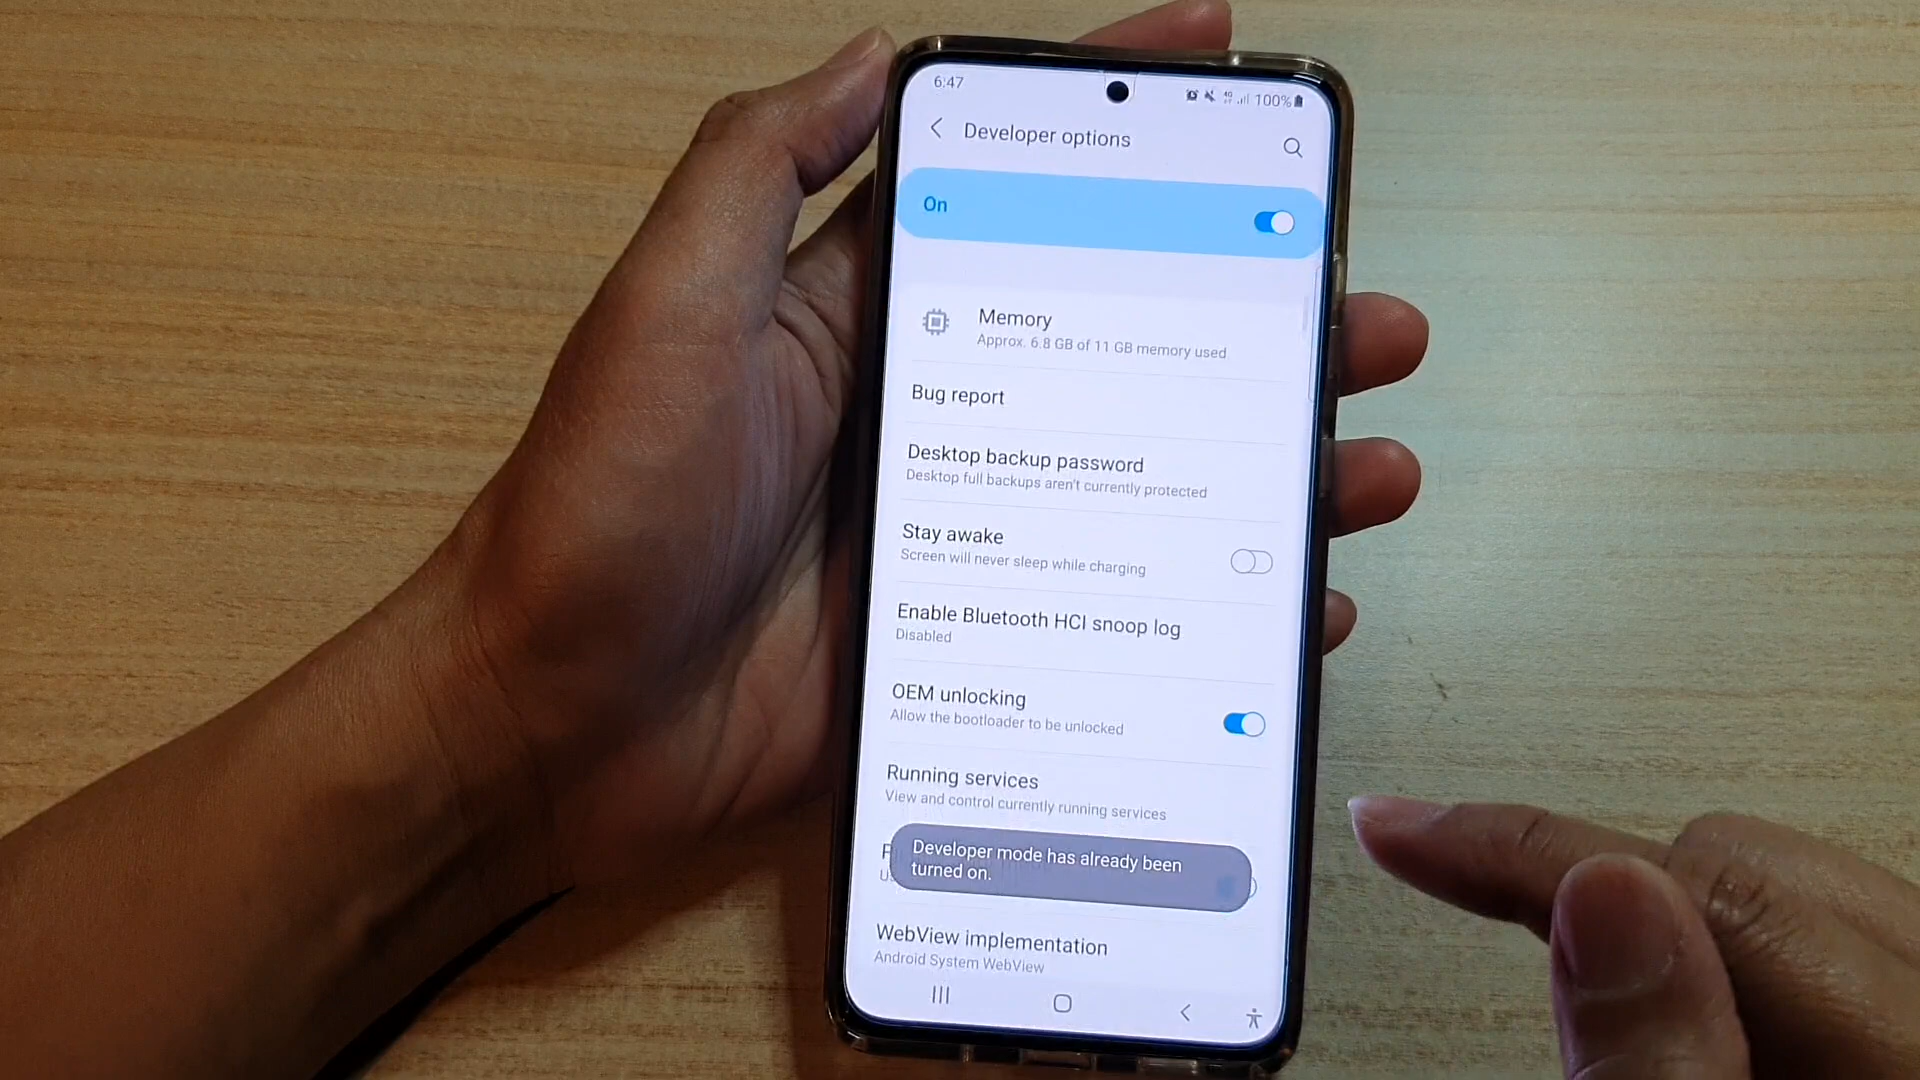 6:47
4G
100%
Developer options
On
Memory
Approx. 6.8 GB of 11 GB memory used
Bug report
Desktop backup password
Desktop full backups aren't currently protected
Stay awake
Screen will never sleep while charging
Enable Bluetooth HCI snoop log
Disabled
OEM unlocking
Allow the bootloader to be unlocked
Running services
View and control currently running services
Developer mode has already been
turned on.
WebView implementation
Android System WebView